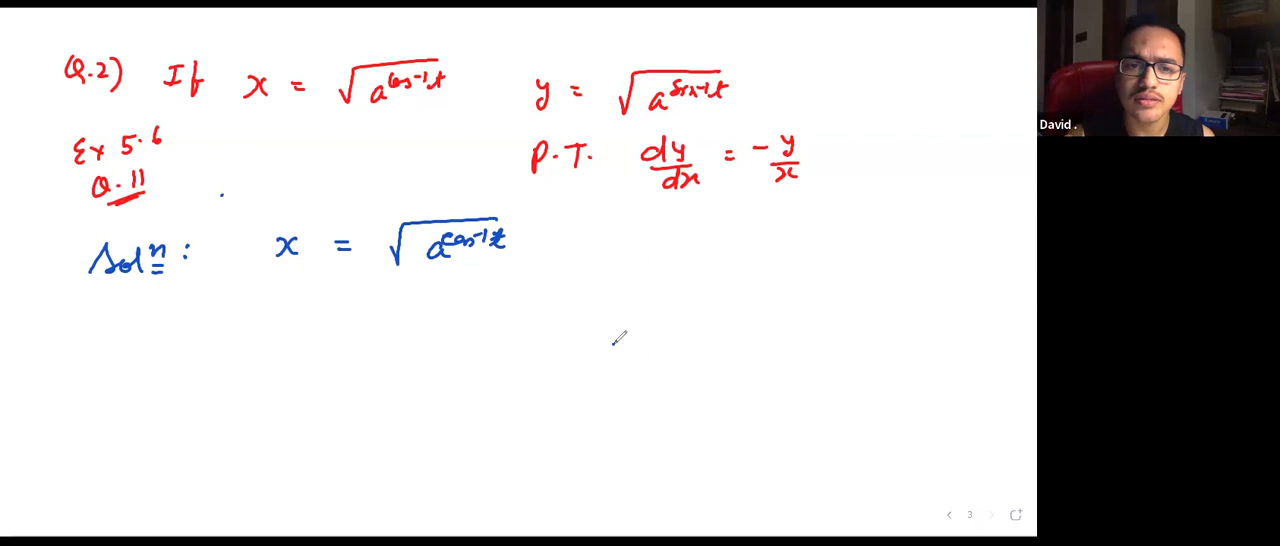 Q.2) If x = √a^cos-1t y = √a^sin-1t
Ex 5.6
Q.11
P.T. dy/dx = -y/x
Soln: x = √a^cos-1t
David .
3